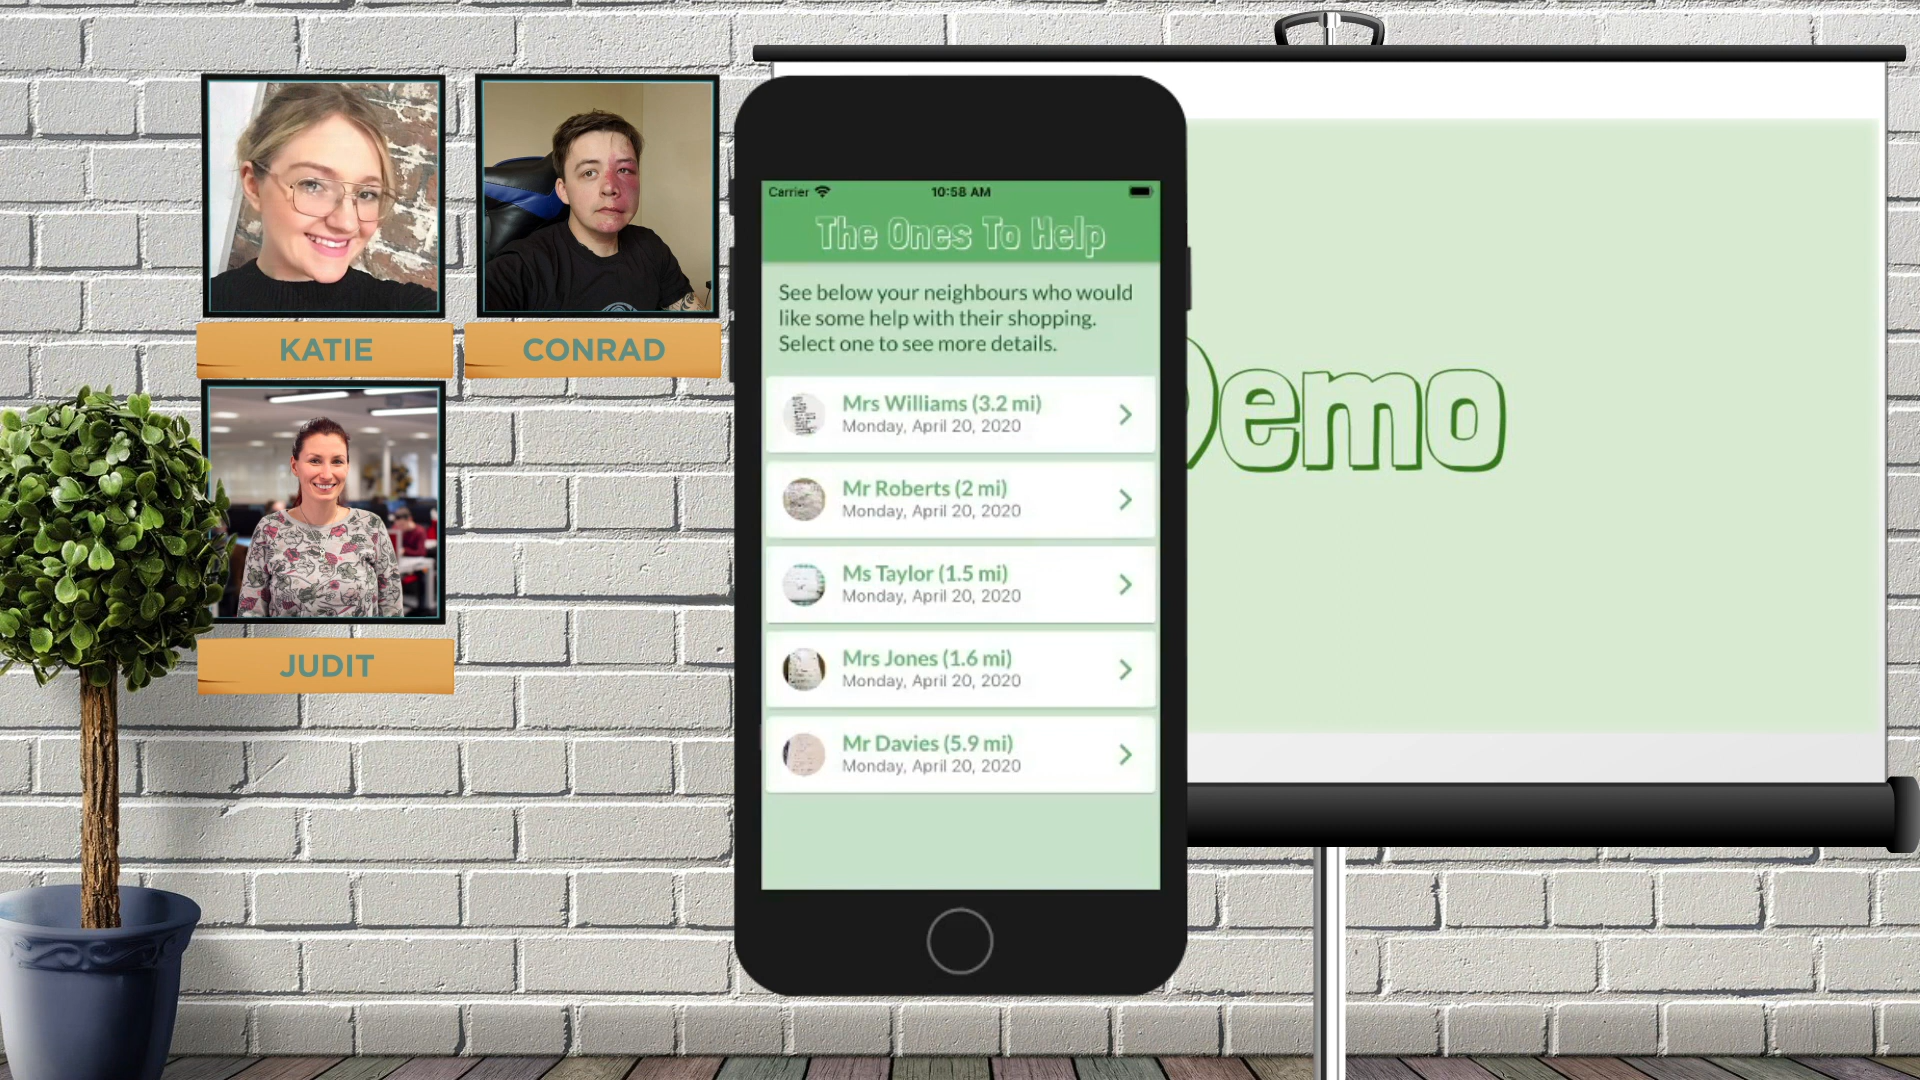 KATIE
CONRAD
JUDIT
Carrier
10:58 AM
The Ones To Help
See below your neighbours who would
like some help with their shopping.
Select one to see more details.
Mrs Williams (3.2 mi)
Monday, April 20, 2020
Mr Roberts (2 mi)
Monday, April 20, 2020
Ms Taylor (1.5 mi)
Monday, April 20, 2020
Mrs Jones (1.6 mi)
Monday, April 20, 2020
Mr Davies (5.9 mi)
Monday, April 20, 2020
Demo